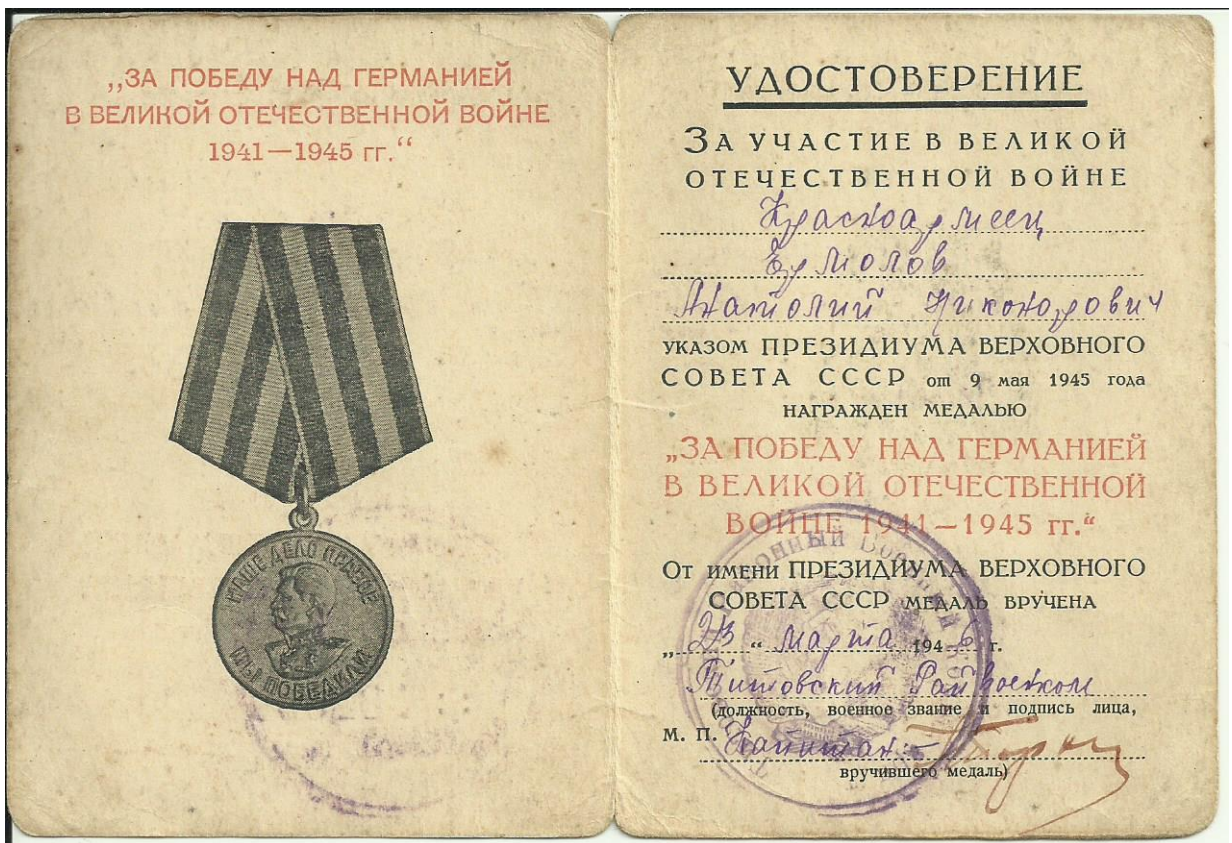 „ЗА ПОБЕДУ НАД ГЕРМАНИЕЙ
В ВЕЛИКОЙ ОТЕЧЕСТВЕННОЙ ВОЙНЕ
1941—1945 гг.“
НАШЕ ДЕЛО ПРАВОЕ
МЫ ПОБЕДИЛИ
УДОСТОВЕРЕНИЕ
ЗА УЧАСТИЕ В ВЕЛИКОЙ
ОТЕЧЕСТВЕННОЙ ВОЙНЕ
Красноармеец
Ермолов
Анатолий Никонорович
УКАЗОМ ПРЕЗИДИУМА ВЕРХОВНОГО
СОВЕТА СССР от 9 мая 1945 года
НАГРАЖДЕН МЕДАЛЬЮ
„ЗА ПОБЕДУ НАД ГЕРМАНИЕЙ
В ВЕЛИКОЙ ОТЕЧЕСТВЕННОЙ
ВОЙНЕ 1941—1945 гг.“
От имени ПРЕЗИДИУМА ВЕРХОВНОГО
СОВЕТА СССР МЕДАЛЬ ВРУЧЕНА
„23“ Марта 1946 г.
Титовский Райвоенком
(должность, военное звание и подпись лица,
М. П. Капитан
вручившего медаль)